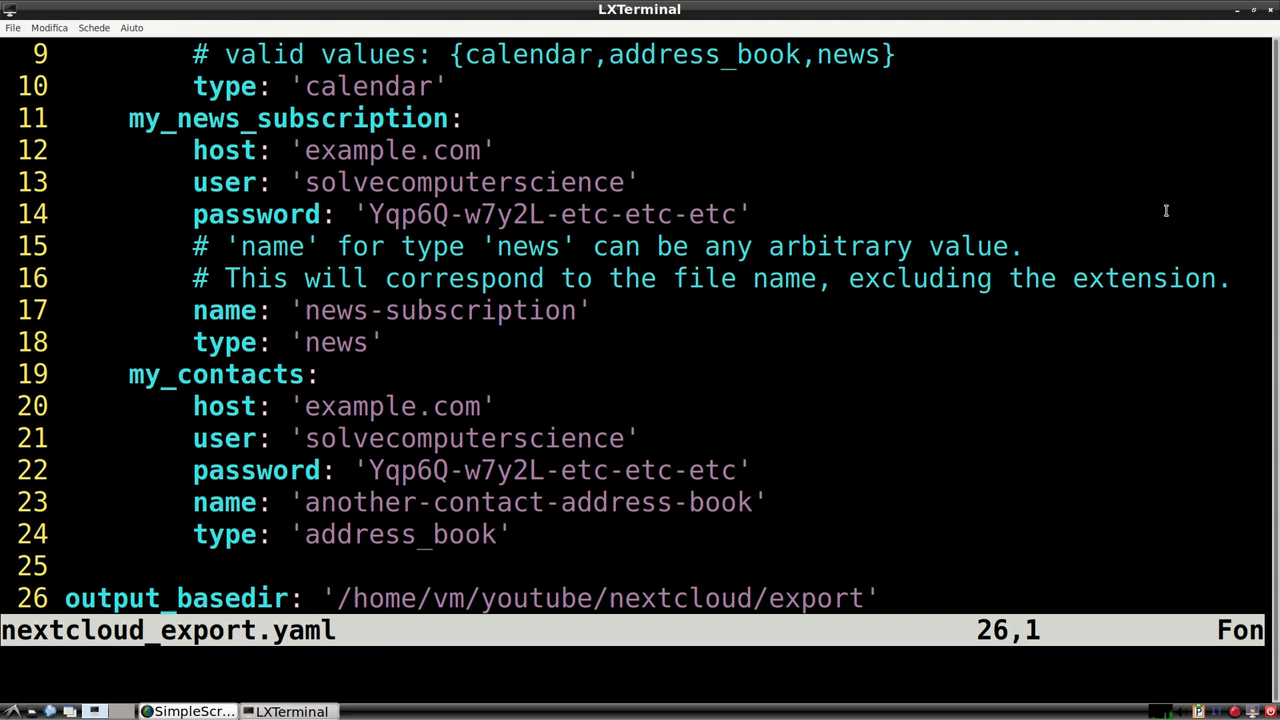 LXTerminal
File Modifica Schede Aiuto
9 # valid values: {calendar,address_book,news}
10 type: 'calendar'
11 my_news_subscription:
12 host: 'example.com'
13 user: 'solvecomputerscience'
14 password: 'Yqp6Q-w7y2L-etc-etc-etc'
15 # 'name' for type 'news' can be any arbitrary value.
16 # This will correspond to the file name, excluding the extension.
17 name: 'news-subscription'
18 type: 'news'
19 my_contacts:
20 host: 'example.com'
21 user: 'solvecomputerscience'
22 password: 'Yqp6Q-w7y2L-etc-etc-etc'
23 name: 'another-contact-address-book'
24 type: 'address_book'
25
26 output_basedir: '/home/vm/youtube/nextcloud/export'
nextcloud_export.yaml 26,1 Fon
SimpleScr... LXTerminal